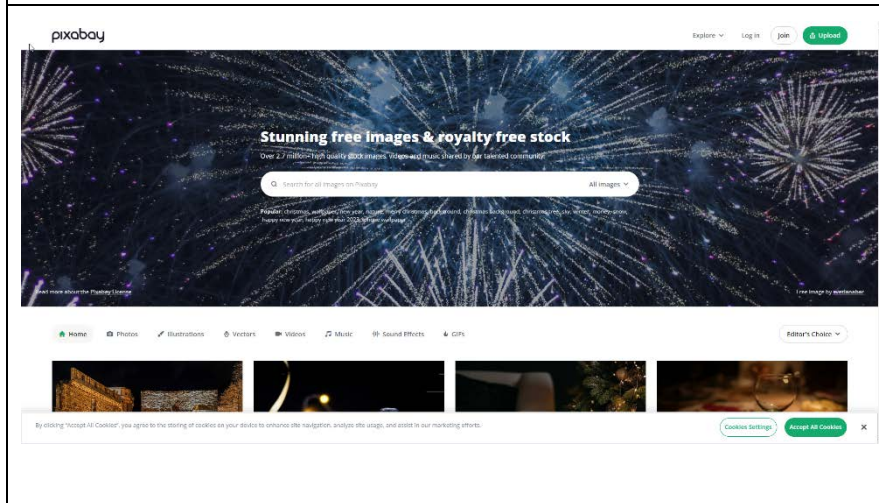 pixabay
Explore Log in Join Upload
Stunning free images & royalty free stock
Over 2.7 million+ high quality stock images, videos and music shared by our talented community.
Search for all images on Pixabay All images
Popular: christmas, wallpaper, new year, nature, merry christmas, background, christmas background, christmas tree, sky, winter, money, snow,
happy new year, happy new year 2023, wallpaper
Read more about the Pixabay License Free image by
Home Photos Illustrations Vectors Videos Music Sound Effects GIFs Editor's Choice
By clicking "Accept All Cookies", you agree to the storing of cookies on your device to enhance site navigation, analyze site usage, and assist in our marketing efforts. Cookies Settings Accept All Cookies